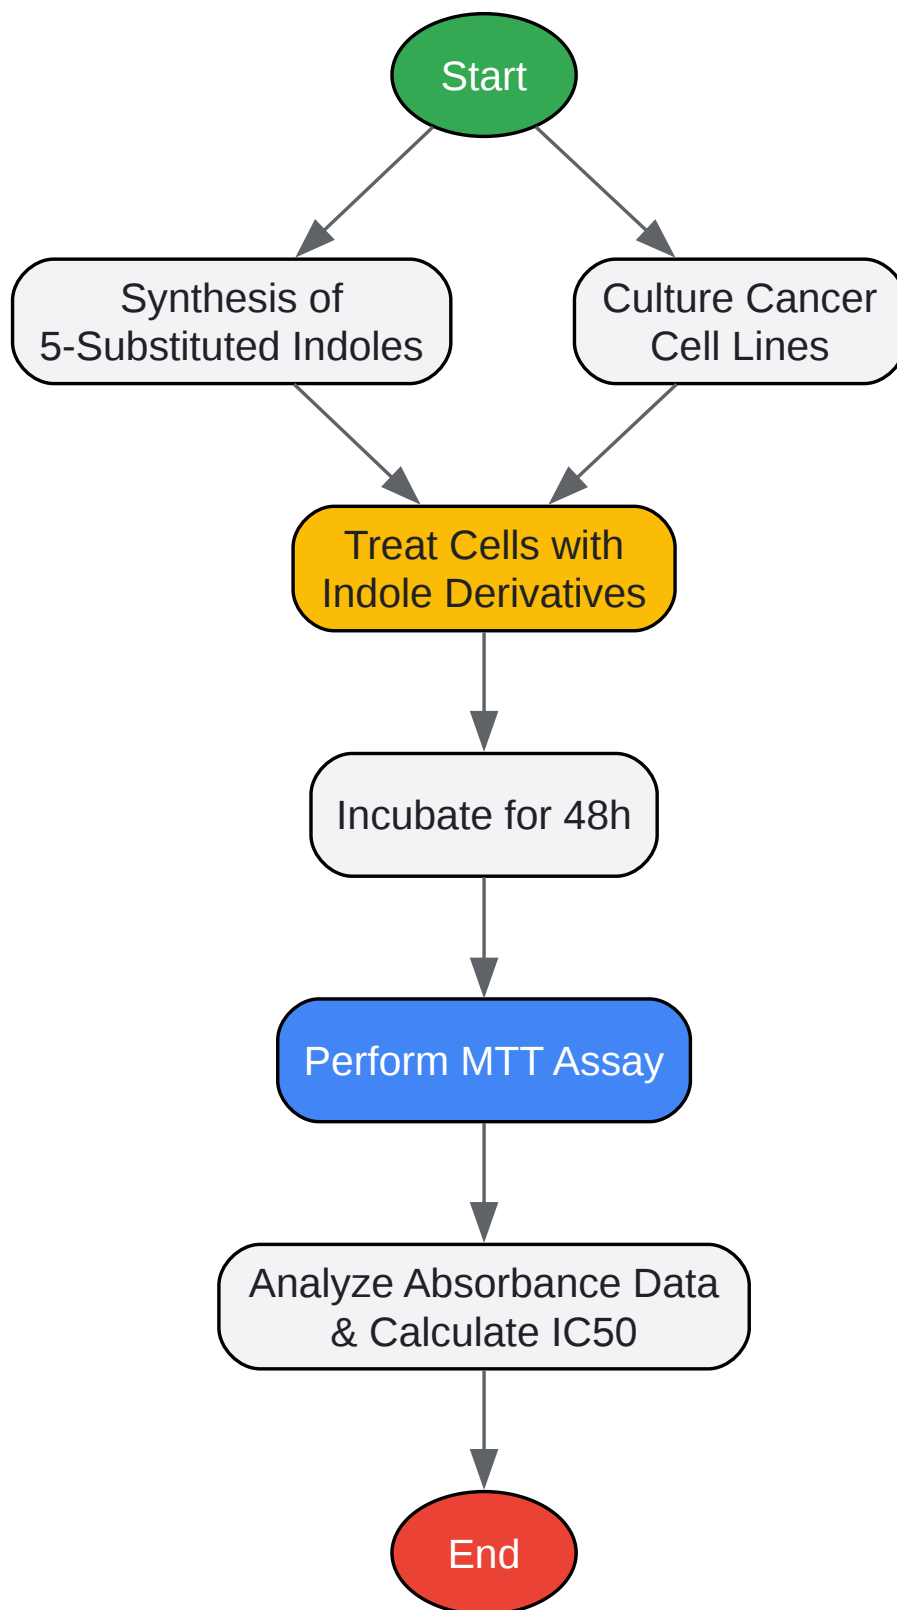 Start
Synthesis of
5-Substituted Indoles
Culture Cancer
Cell Lines
Treat Cells with
Indole Derivatives
Incubate for 48h
Perform MTT Assay
Analyze Absorbance Data
& Calculate IC50
End